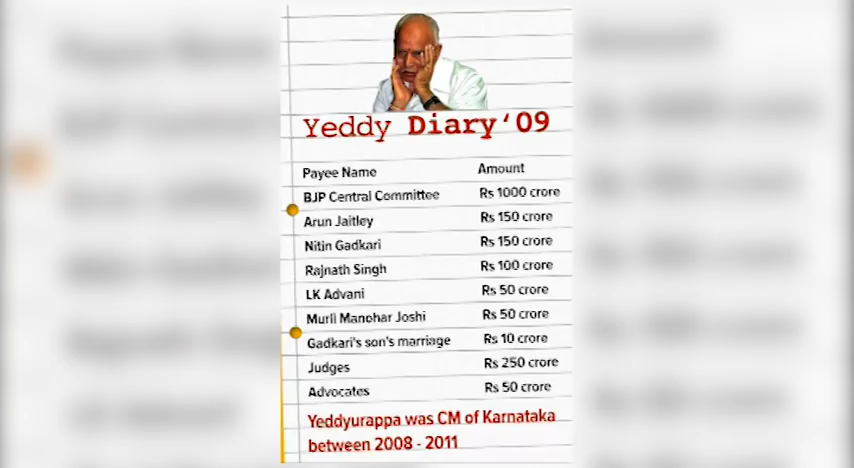 Yeddy Diary'09
Payee Name Amount
BJP Central Committee Rs 1000 crore
Arun Jaitley Rs 150 crore
Nitin Gadkari Rs 150 crore
Rajnath Singh Rs 100 crore
LK Advani Rs 50 crore
Murli Manohar Joshi Rs 50 crore
Gadkari's son's marriage Rs 10 crore
Judges Rs 250 crore
Advocates Rs 50 crore
Yeddyurappa was CM of Karnataka
between 2008 - 2011